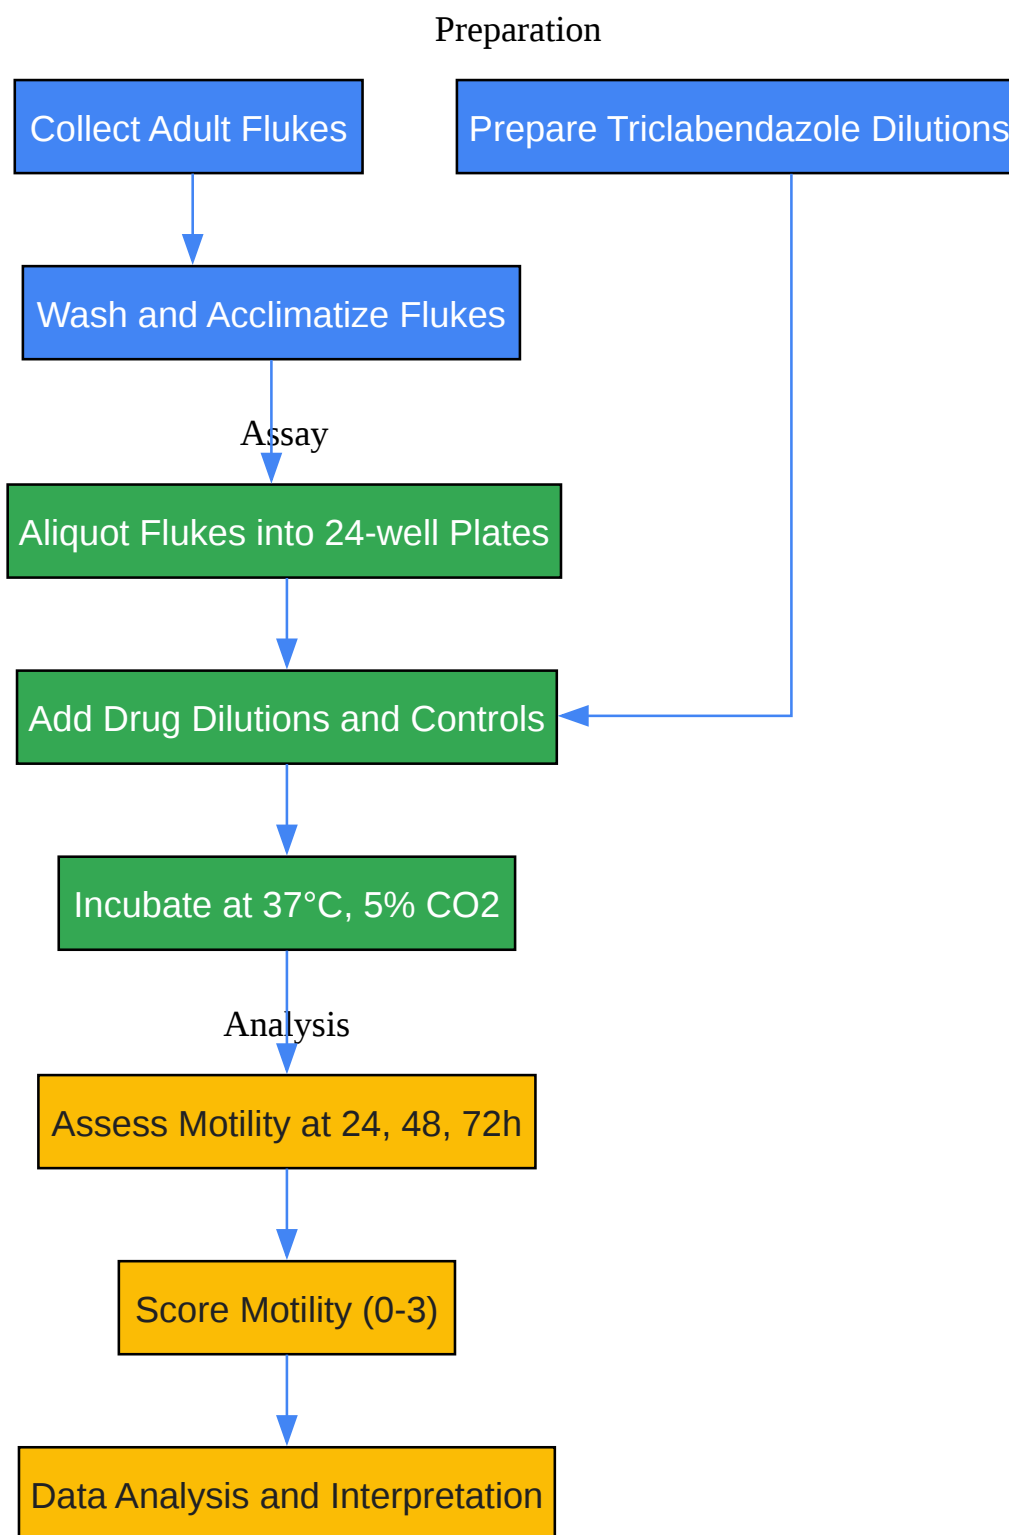 Preparation
Collect Adult Flukes
Prepare Triclabendazole Dilutions
Wash and Acclimatize Flukes
Assay
Aliquot Flukes into 24-well Plates
Add Drug Dilutions and Controls
Incubate at 37°C, 5% CO2
Analysis
Assess Motility at 24, 48, 72h
Score Motility (0-3)
Data Analysis and Interpretation